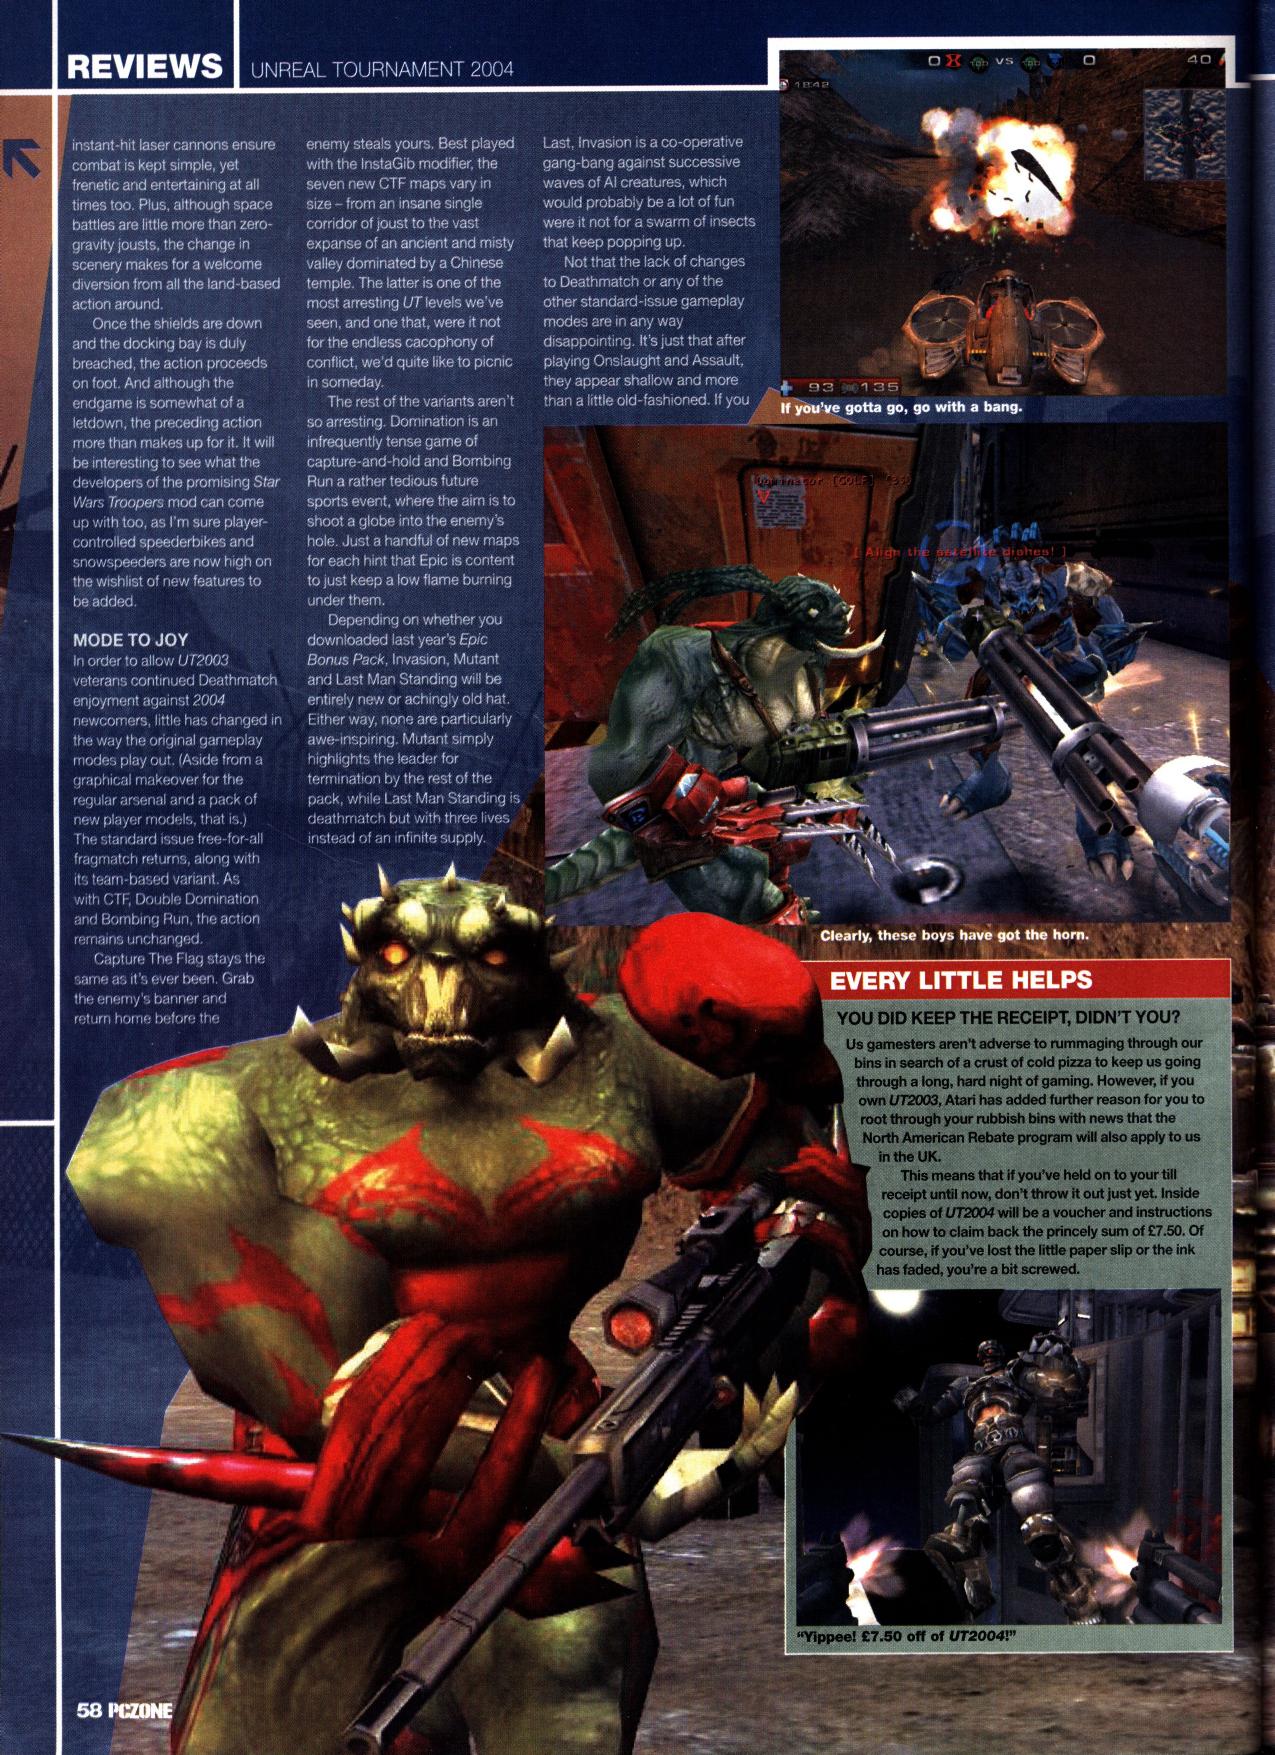 REVIEWS
UNREAL TOURNAMENT 2004
instant-hit laser cannons ensure
combat is kept simple, yet
frenetic and entertaining at all
times too. Plus, although space
battles are little more than zero-
gravity jousts, the change in
scenery makes for a welcome
diversion from all the land-based
action around.
Once the shields are down
and the docking bay is duly
breached, the action proceeds
on foot. And although the
endgame is somewhat of a
letdown, the preceding action
more than makes up for it. It will
be interesting to see what the
developers of the promising Star
Wars Troopers mod can come
up with too, as I'm sure player-
controlled speederbikes and
snowspeeders are now high on
the wishlist of new features to
be added.
MODE TO JOY
In order to allow UT2003
veterans continued Deathmatch
enjoyment against 2004
newcomers, little has changed in
the way the original gameplay
modes play out. (Aside from a
graphical makeover for the
regular arsenal and a pack of
new player models, that is.)
The standard issue free-for-all
fragmatch returns, along with
its team-based variant. As
with CTF, Double Domination
and Bombing Run, the action
remains unchanged.
Capture The Flag stays the
same as it's ever been. Grab
the enemy's banner and
return home before the
enemy steals yours. Best played
with the InstaGib modifier, the
seven new CTF maps vary in
size – from an insane single
corridor of joust to the vast
expanse of an ancient and misty
valley dominated by a Chinese
temple. The latter is one of the
most arresting UT levels we've
seen, and one that, were it not
for the endless cacophony of
conflict, we'd quite like to picnic
in someday.
The rest of the variants aren't
so arresting. Domination is an
infrequently tense game of
capture-and-hold and Bombing
Run a rather tedious future
sports event, where the aim is to
shoot a globe into the enemy's
hole. Just a handful of new maps
for each hint that Epic is content
to just keep a low flame burning
under them.
Depending on whether you
downloaded last year's Epic
Bonus Pack, Invasion, Mutant
and Last Man Standing will be
entirely new or achingly old hat.
Either way, none are particularly
awe-inspiring. Mutant simply
highlights the leader for
termination by the rest of the
pack, while Last Man Standing is
deathmatch but with three lives
instead of an infinite supply.
Last, Invasion is a co-operative
gang-bang against successive
waves of AI creatures, which
would probably be a lot of fun
were it not for a swarm of insects
that keep popping up.
Not that the lack of changes
to Deathmatch or any of the
other standard-issue gameplay
modes are in any way
disappointing. It's just that after
playing Onslaught and Assault,
they appear shallow and more
than a little old-fashioned. If you
0 VS 0
40
18:42
93 135
If you've gotta go, go with a bang.
[GOLF]
[ Align the satellite dishes! ]
Clearly, these boys have got the horn.
EVERY LITTLE HELPS
YOU DID KEEP THE RECEIPT, DIDN'T YOU?
Us gamesters aren't adverse to rummaging through our
bins in search of a crust of cold pizza to keep us going
through a long, hard night of gaming. However, if you
own UT2003, Atari has added further reason for you to
root through your rubbish bins with news that the
North American Rebate program will also apply to us
in the UK.
This means that if you've held on to your till
receipt until now, don't throw it out just yet. Inside
copies of UT2004 will be a voucher and instructions
on how to claim back the princely sum of £7.50. Of
course, if you've lost the little paper slip or the ink
has faded, you're a bit screwed.
"Yippee! £7.50 off of UT2004!"
58 PCZONE